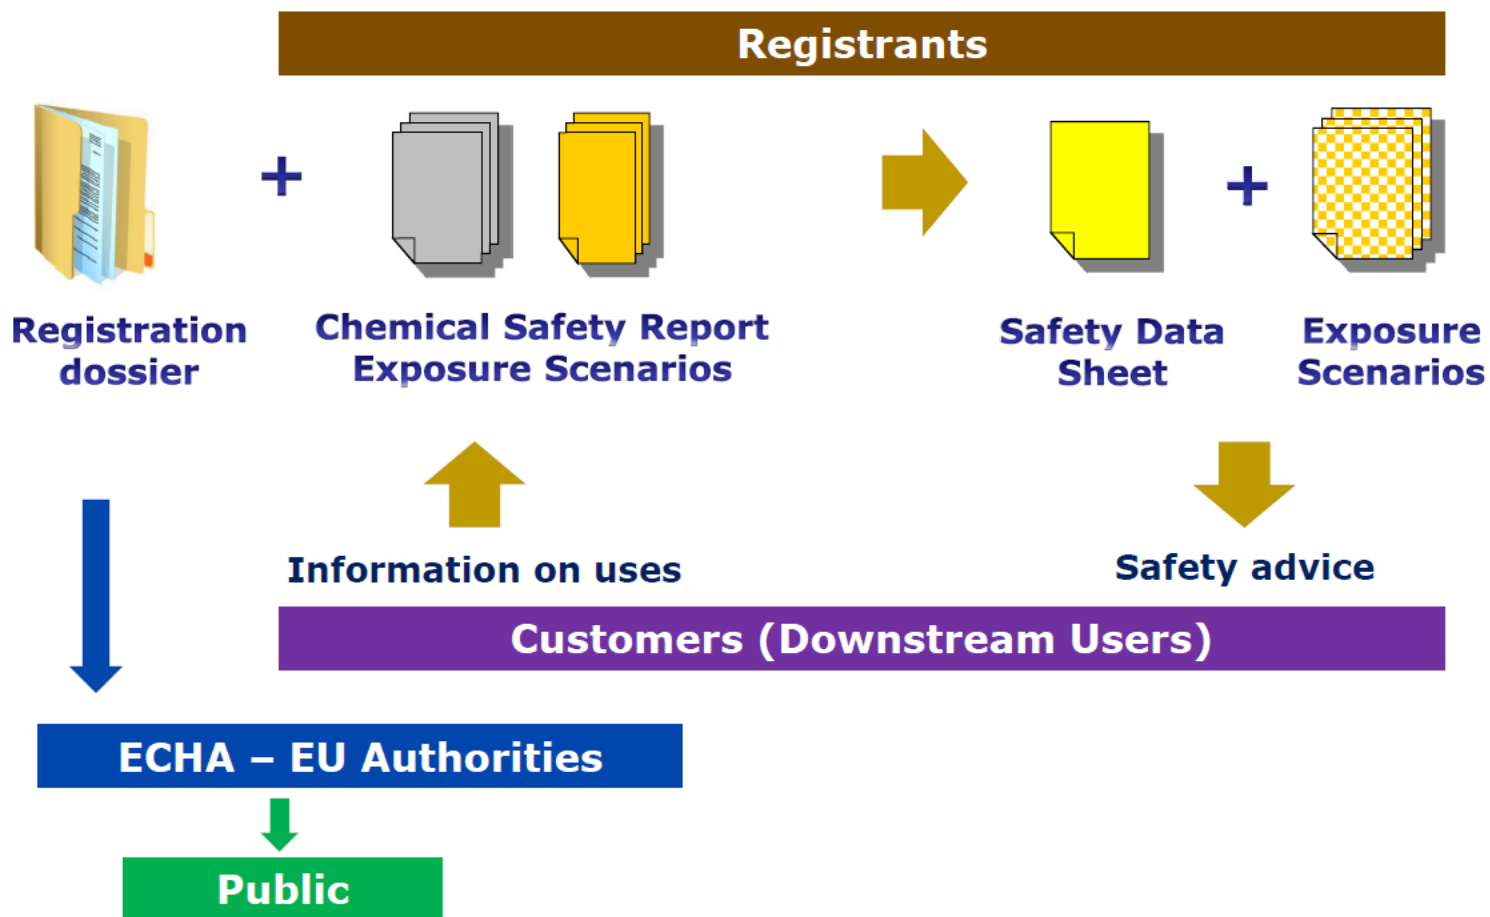 Registrants
+
+
Registration
dossier
Chemical Safety Report
Exposure Scenarios
Safety Data
Sheet
Exposure
Scenarios
Information on uses
Safety advice
Customers (Downstream Users)
ECHA – EU Authorities
Public